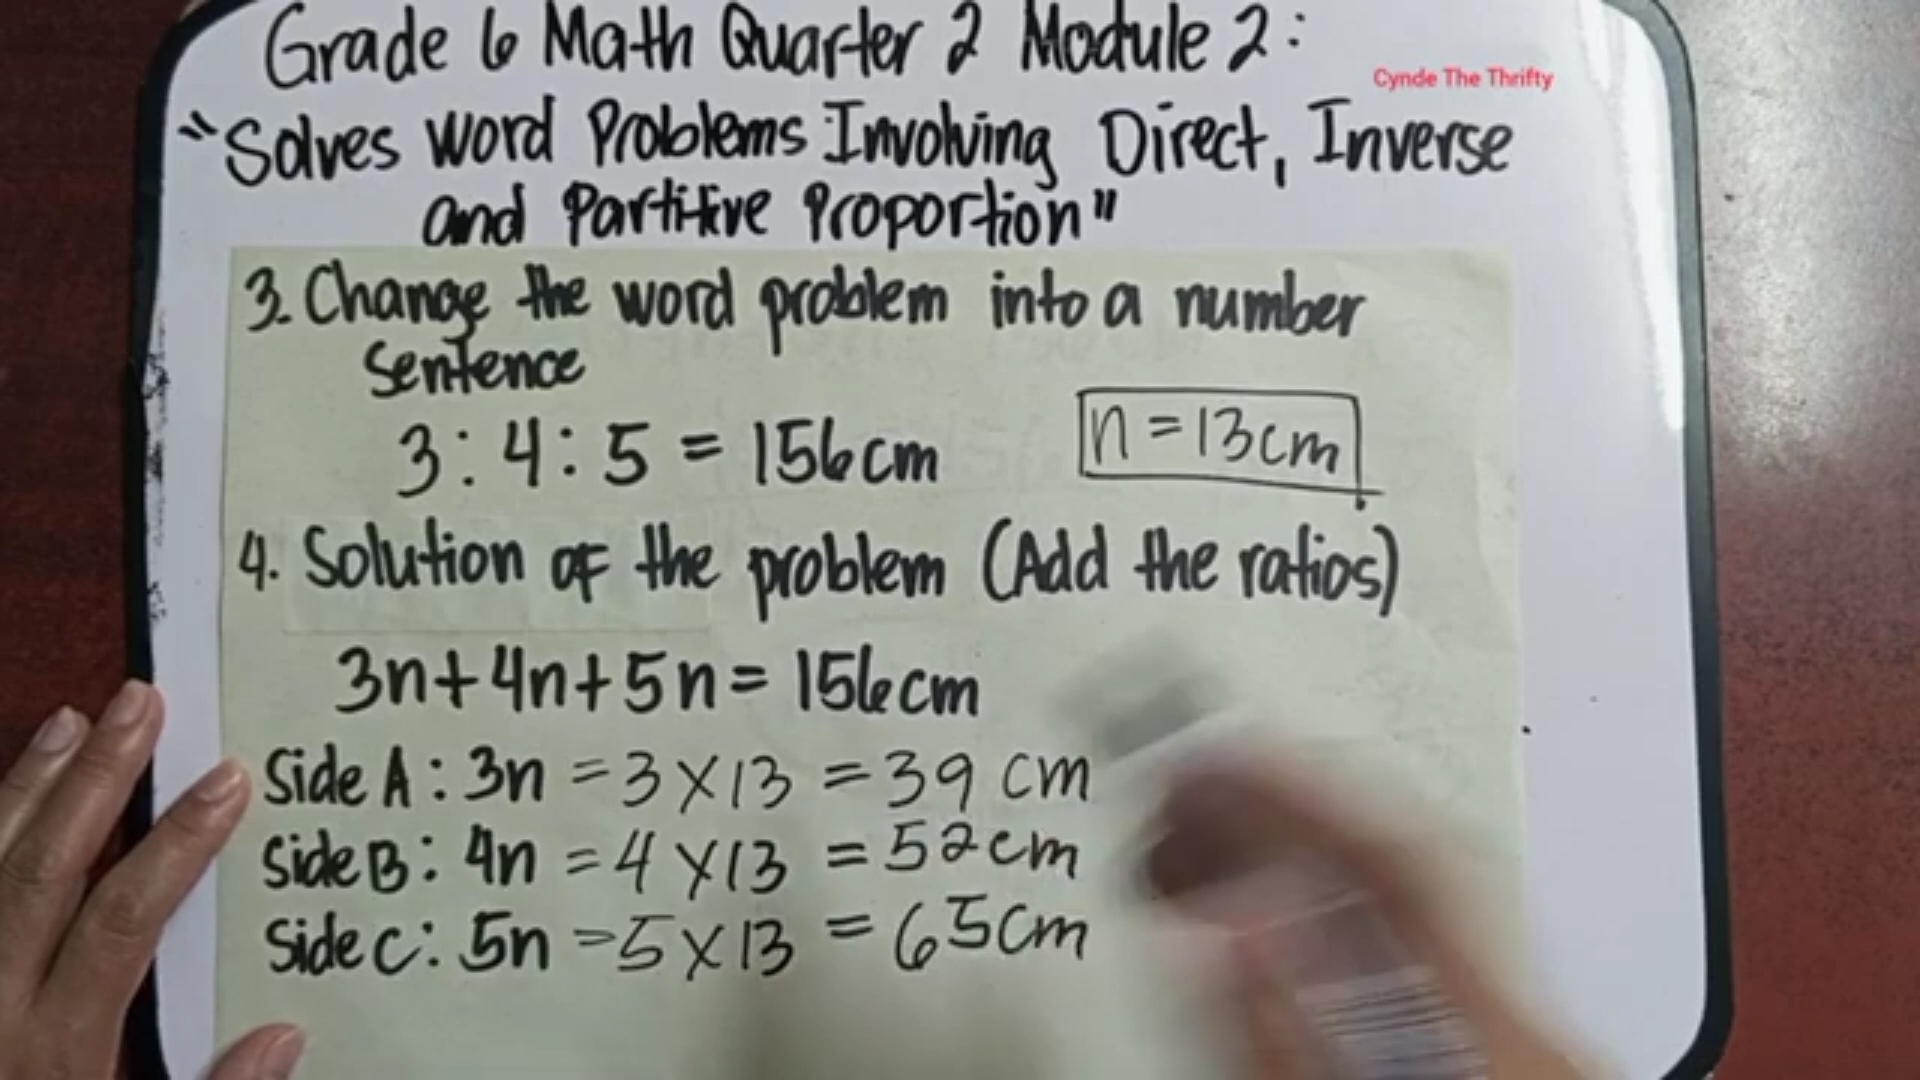 Grade 6 Math Quarter 2 Module 2:
Cynde The Thrifty
"Solves Word Problems Involving Direct, Inverse
and Partitive Proportion"
3. Change the word problem into a number
Sentence
3 : 4 : 5 = 156cm
n = 13cm
4. Solution of the problem (Add the ratios)
3n+4n+5n= 156cm
Side A : 3n = 3 X 13 = 39 cm
Side B : 4n = 4 X 13 = 52cm
Side C : 5n = 5 X 13 = 65cm